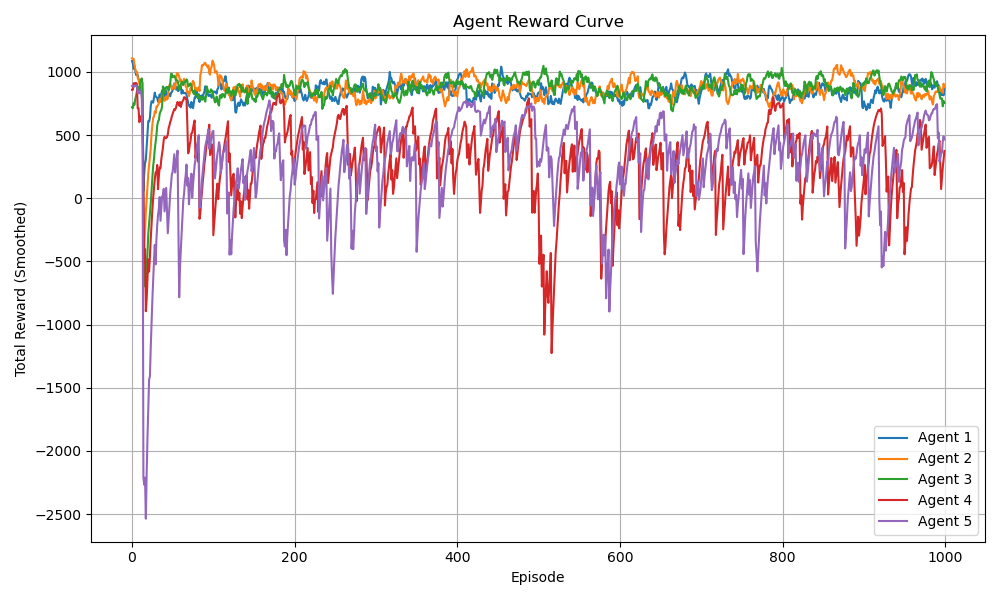 Agent Reward Curve
Total Reward (Smoothed)
1000
500
0
−500
−1000
−1500
−2000
−2500
0
200
400
600
800
1000
Episode
Agent 1
Agent 2
Agent 3
Agent 4
Agent 5